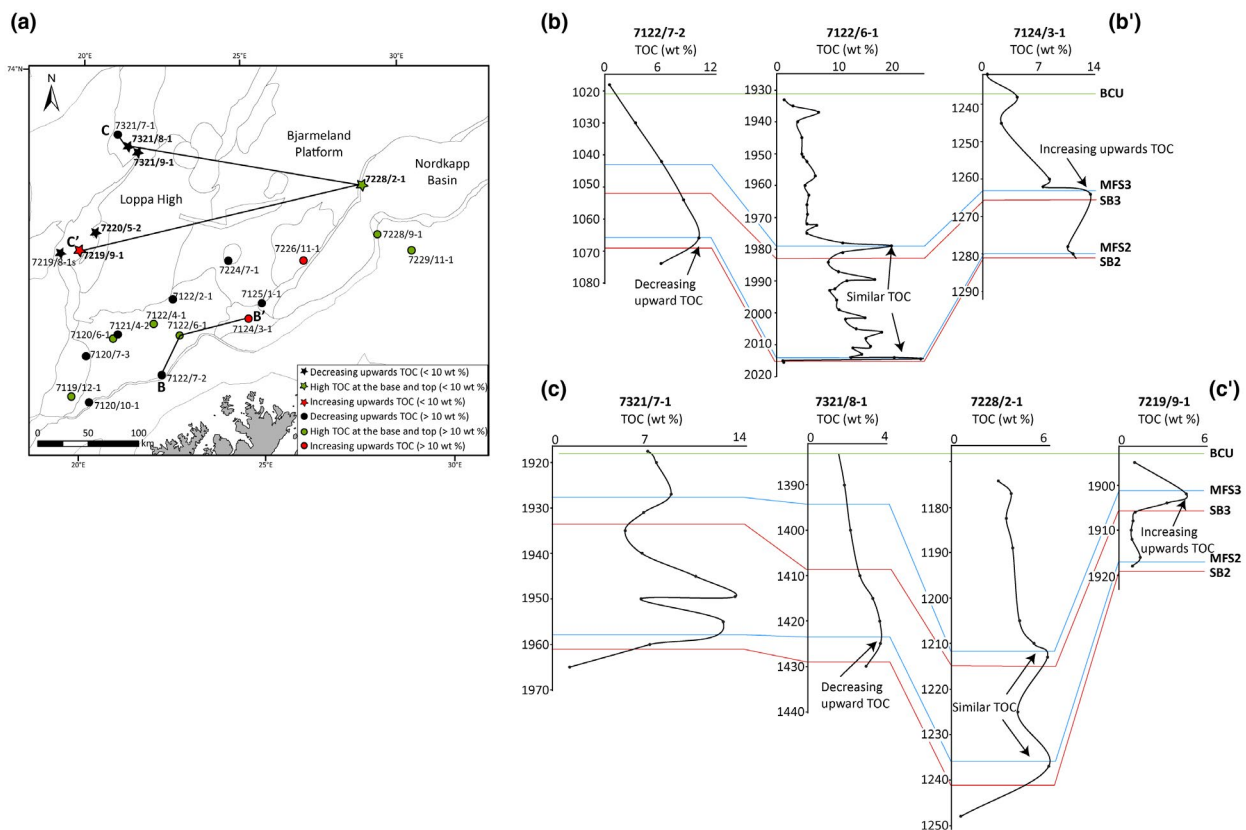 (a)
20°E
25°E
30°E
74°N
N
C
7321/7-1
7321/8-1
7321/9-1
Bjarmeland
Platform
Nordkapp
Basin
7228/2-1
Loppa High
7220/5-2
C'
7219/9-1
7219/8-1s
7228/9-1
7226/11-1
7229/11-1
7224/7-1
7122/2-1
7125/1-1
7122/4-1
B'
7121/4-2
7122/6-1
7124/3-1
7120/6-1
7120/7-3
B
7122/7-2
7119/12-1
7120/10-1
Decreasing upwards TOC (< 10 wt %)
High TOC at the base and top (< 10 wt %)
Increasing upwards TOC (< 10 wt %)
Decreasing upwards TOC (> 10 wt %)
High TOC at the base and top (> 10 wt %)
Increasing upwards TOC (> 10 wt %)
0 50 100
km
20°E
25°E
30°E
(b)
(b')
7122/7-2
TOC (wt %)
0 6 12
1020
1030
1040
1050
1060
1070
1080
Decreasing
upward TOC
7122/6-1
TOC (wt %)
0 10 20
1930
1940
1950
1960
1970
1980
1990
2000
2010
2020
Similar TOC
7124/3-1
TOC (wt %)
0 7 14
1240
1250
1260
1270
1280
1290
Increasing upwards TOC
BCU
MFS3
SB3
MFS2
SB2
(c)
(c')
7321/7-1
TOC (wt %)
0 7 14
1920
1930
1940
1950
1960
1970
7321/8-1
TOC (wt %)
0 4
1390
1400
1410
1420
1430
1440
Decreasing
upward TOC
7228/2-1
TOC (wt %)
0 6
1180
1190
1200
1210
1220
1230
1240
1250
Similar TOC
7219/9-1
TOC (wt %)
0 6
1900
1910
1920
Increasing
upwards TOC
BCU
MFS3
SB3
MFS2
SB2